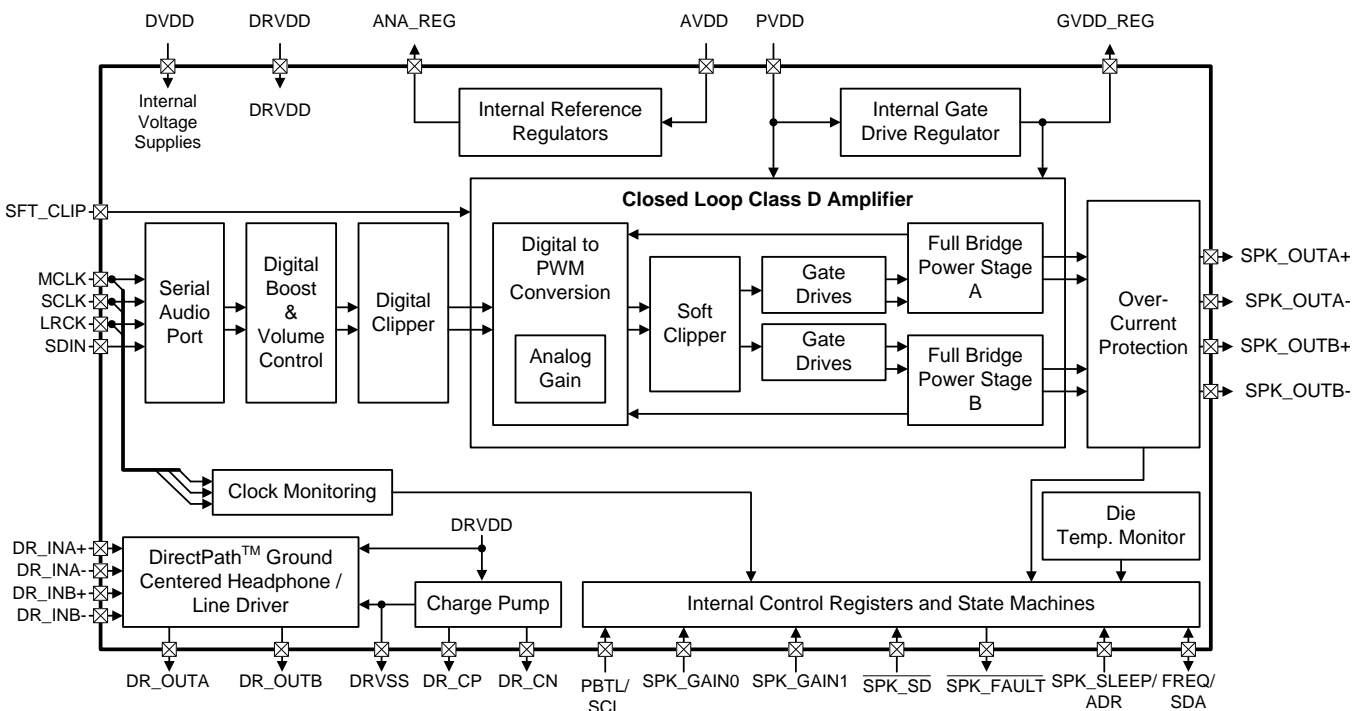 DVDD
DRVDD
ANA_REG
AVDD
PVDD
GVDD_REG
Internal
Voltage
Supplies
DRVDD
Internal Reference
Regulators
Internal Gate
Drive Regulator
Closed Loop Class D Amplifier
SFT_CLIP
MCLK
SCLK
LRCK
SDIN
Serial
Audio
Port
Digital
Boost
&
Volume
Control
Digital
Clipper
Digital to
PWM
Conversion
Analog
Gain
Soft
Clipper
Gate
Drives
Gate
Drives
Full Bridge
Power Stage
A
Full Bridge
Power Stage
B
Over-
Current
Protection
SPK_OUTA+
SPK_OUTA-
SPK_OUTB+
SPK_OUTB-
Clock Monitoring
Die
Temp. Monitor
DR_INA+
DR_INA-
DR_INB+
DR_INB-
DirectPath™ Ground
Centered Headphone /
Line Driver
DRVDD
Charge Pump
Internal Control Registers and State Machines
DR_OUTA
DR_OUTB
DRVSS
DR_CP
DR_CN
PBTL/
SCL
SPK_GAIN0
SPK_GAIN1
SPK_SD
SPK_FAULT
SPK_SLEEP/
ADR
FREQ/
SDA